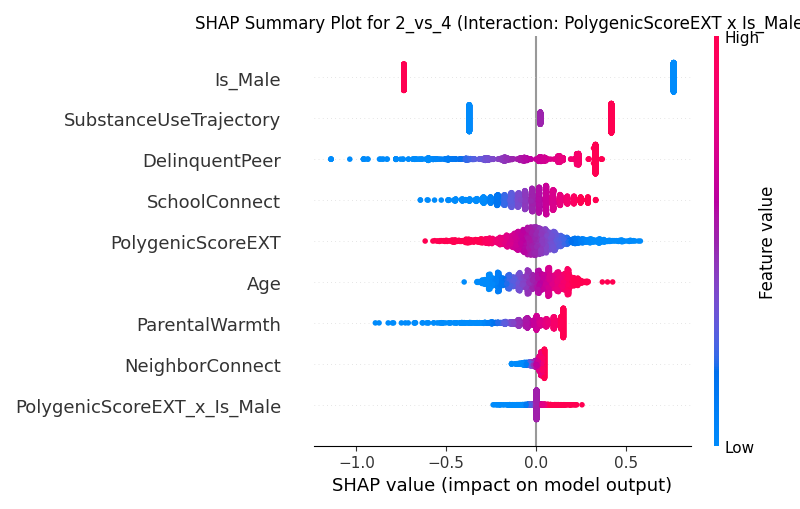 SHAP Summary Plot for 2_vs_4 (Interaction: PolygenicScoreEXT x Is_Male
High
Is_Male
SubstanceUseTrajectory
DelinquentPeer
SchoolConnect
PolygenicScoreEXT
Age
ParentalWarmth
NeighborConnect
PolygenicScoreEXT_x_Is_Male
Feature value
Low
−1.0 −0.5 0.0 0.5
SHAP value (impact on model output)